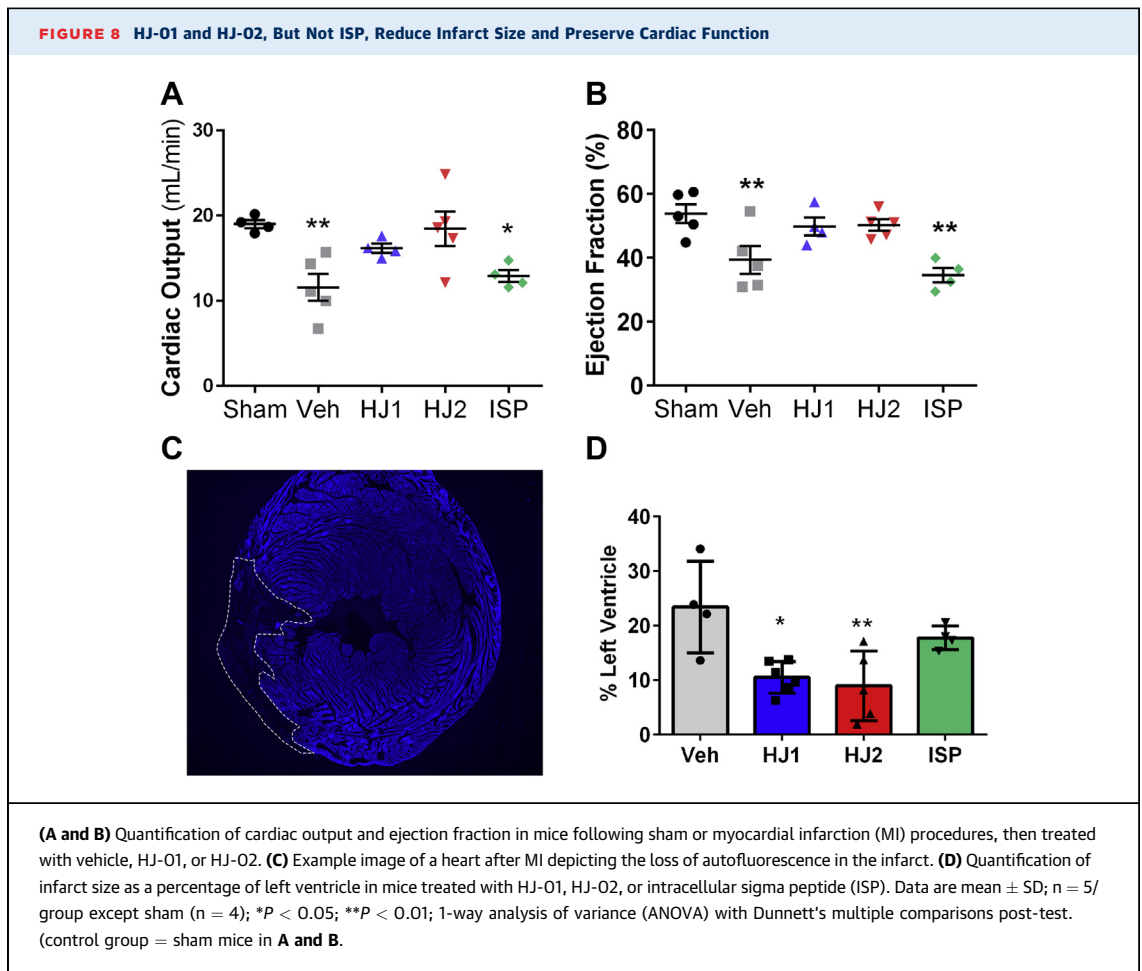 FIGURE 8 HJ-01 and HJ-02, But Not ISP, Reduce Infarct Size and Preserve Cardiac Function
A
Cardiac Output (mL/min)
30
20
10
0
**
*
Sham Veh HJ1 HJ2 ISP
B
Ejection Fraction (%)
80
60
40
20
0
**
**
Sham Veh HJ1 HJ2 ISP
C
D
% Left Ventricle
40
30
20
10
0
*
**
Veh HJ1 HJ2 ISP
(A and B) Quantification of cardiac output and ejection fraction in mice following sham or myocardial infarction (MI) procedures, then treated
with vehicle, HJ-01, or HJ-02. (C) Example image of a heart after MI depicting the loss of autofluorescence in the infarct. (D) Quantification of
infarct size as a percentage of left ventricle in mice treated with HJ-01, HJ-02, or intracellular sigma peptide (ISP). Data are mean ± SD; n = 5/
group except sham (n = 4); *P < 0.05; **P < 0.01; 1-way analysis of variance (ANOVA) with Dunnett's multiple comparisons post-test.
(control group = sham mice in A and B.